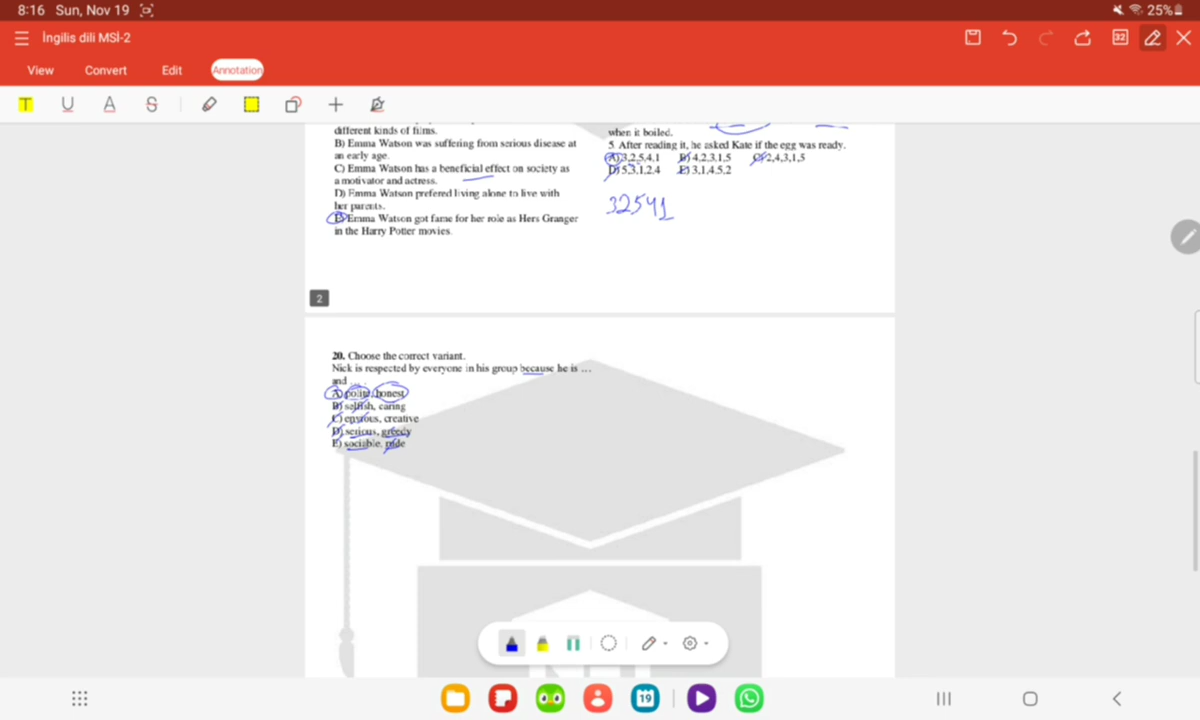 8:16 Sun, Nov 19
25%
İngilis dili MSİ-2
32
View Convert Edit Annotation
T U A S
different kinds of films.
B) Emma Watson was suffering from serious disease at
an early age.
C) Emma Watson has a beneficial effect on society as
a motivator and actress.
D) Emma Watson prefered living alone to live with
her parents.
E) Emma Watson got fame for her role as Hers Granger
in the Harry Potter movies.
when it boiled.
5. After reading it, he asked Kate if the egg was ready.
A) 3,2,5,4,1 B) 4,2,3,1,5 C) 2,4,3,1,5
D) 5,3,1,2,4 E) 3,1,4,5,2
32541
2
20. Choose the correct variant.
Nick is respected by everyone in his group because he is ...
and ...
A) polite, honest
B) selfish, caring
C) envious, creative
D) serious, greedy
E) sociable, rude
19